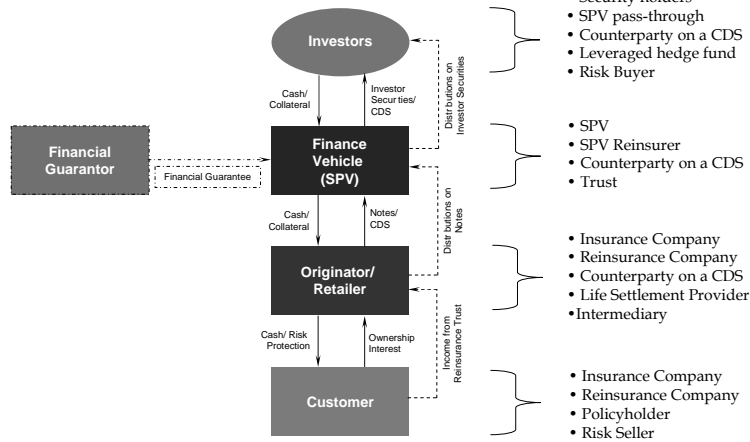 Security holders
• SPV pass-through
• Counterparty on a CDS
• Leveraged hedge fund
• Risk Buyer
Investors
Cash/
Collateral
Investor
Securties/
CDS
Distributions on
Investor Securities
Financial
Guarantor
Financial Guarantee
Finance
Vehicle
(SPV)
• SPV
• SPV Reinsurer
• Counterparty on a CDS
• Trust
Cash/
Collateral
Notes/
CDS
Distributions on
Notes
Originator/
Retailer
• Insurance Company
• Reinsurance Company
• Counterparty on a CDS
• Life Settlement Provider
•Intermediary
Cash/ Risk
Protection
Ownership
Interest
Income from
Reinsurance Trust
Customer
• Insurance Company
• Reinsurance Company
• Policyholder
• Risk Seller